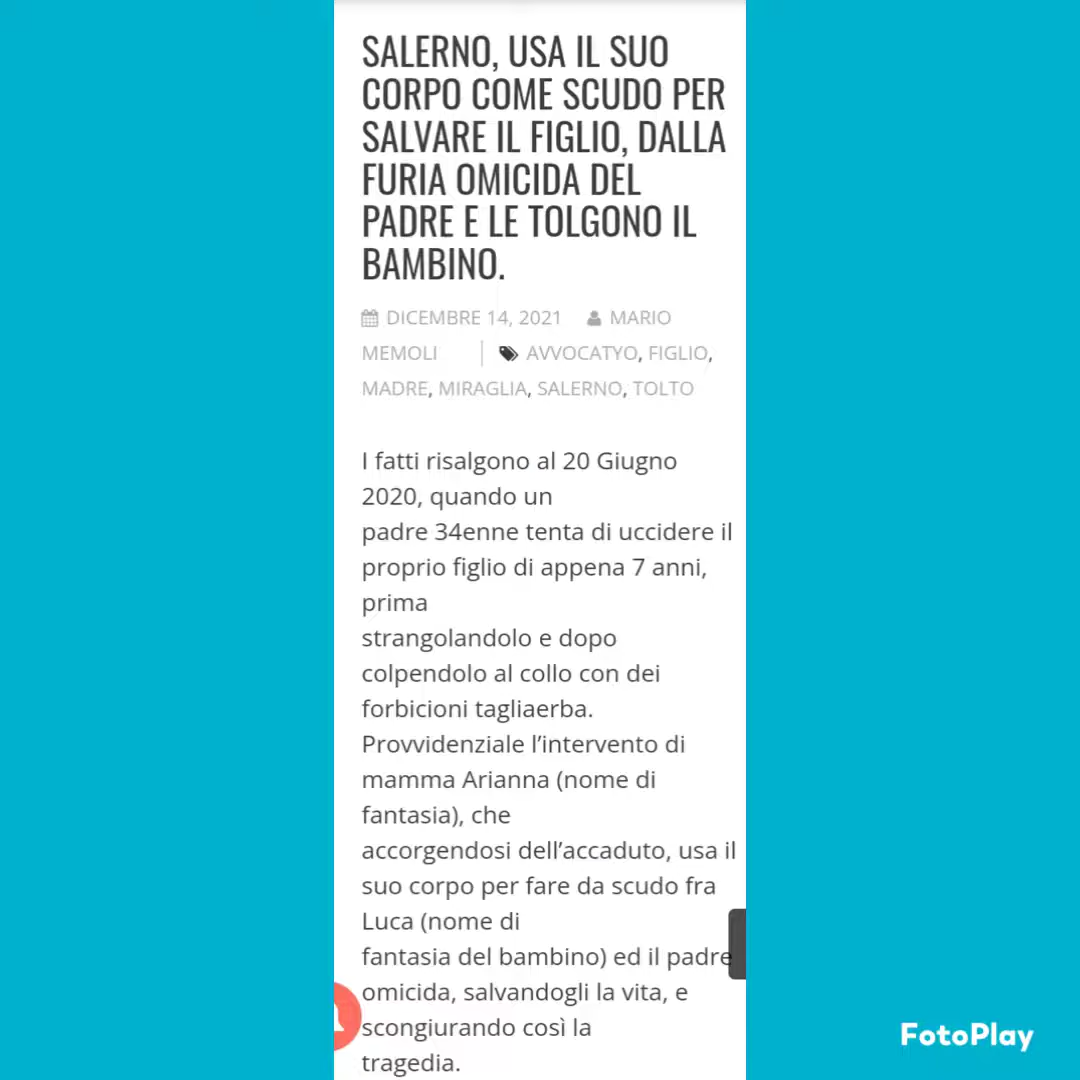 SALERNO, USA IL SUO
CORPO COME SCUDO PER
SALVARE IL FIGLIO, DALLA
FURIA OMICIDA DEL
PADRE E LE TOLGONO IL
BAMBINO.
DICEMBRE 14, 2021 MARIO
MEMOLI AVVOCATYO, FIGLIO,
MADRE, MIRAGLIA, SALERNO, TOLTO
I fatti risalgono al 20 Giugno
2020, quando un
padre 34enne tenta di uccidere il
proprio figlio di appena 7 anni,
prima
strangolandolo e dopo
colpendolo al collo con dei
forbicioni tagliaerba.
Provvidenziale l’intervento di
mamma Arianna (nome di
fantasia), che
accorgendosi dell’accaduto, usa il
suo corpo per fare da scudo fra
Luca (nome di
fantasia del bambino) ed il padre
omicida, salvandogli la vita, e
scongiurando così la
tragedia.
FotoPlay